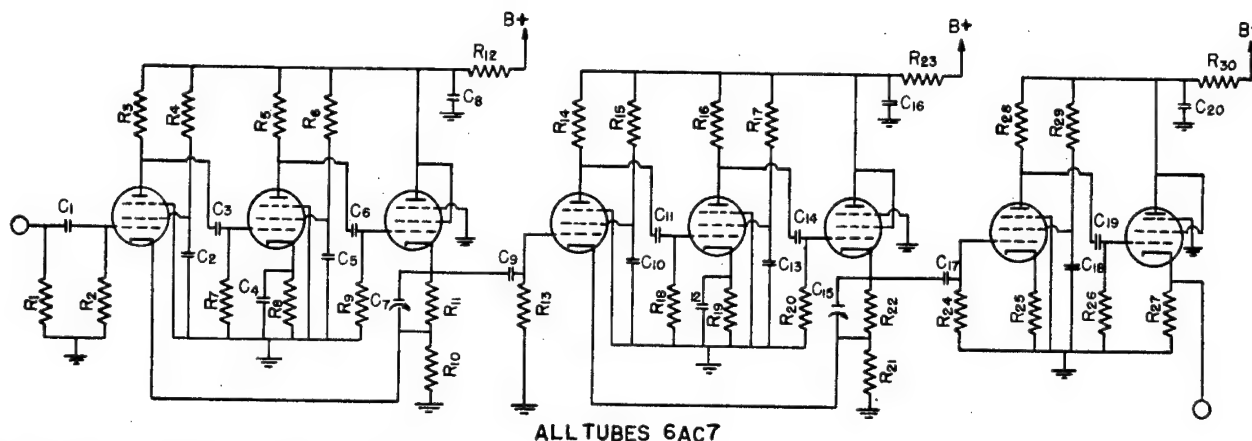 B+
B+
B+
R12
R23
R30
C8
C16
C20
R3
R4
R5
R6
R14
R15
R16
R17
R28
R29
C1
C3
C6
C11
C14
C19
C2
C5
C9
C10
C13
C17
C18
R1
R2
R7
C4
R8
R9
C7
R11
R13
R18
R19
R20
C15
R22
R24
R25
R26
R27
R10
R21
ALL TUBES 6AC7